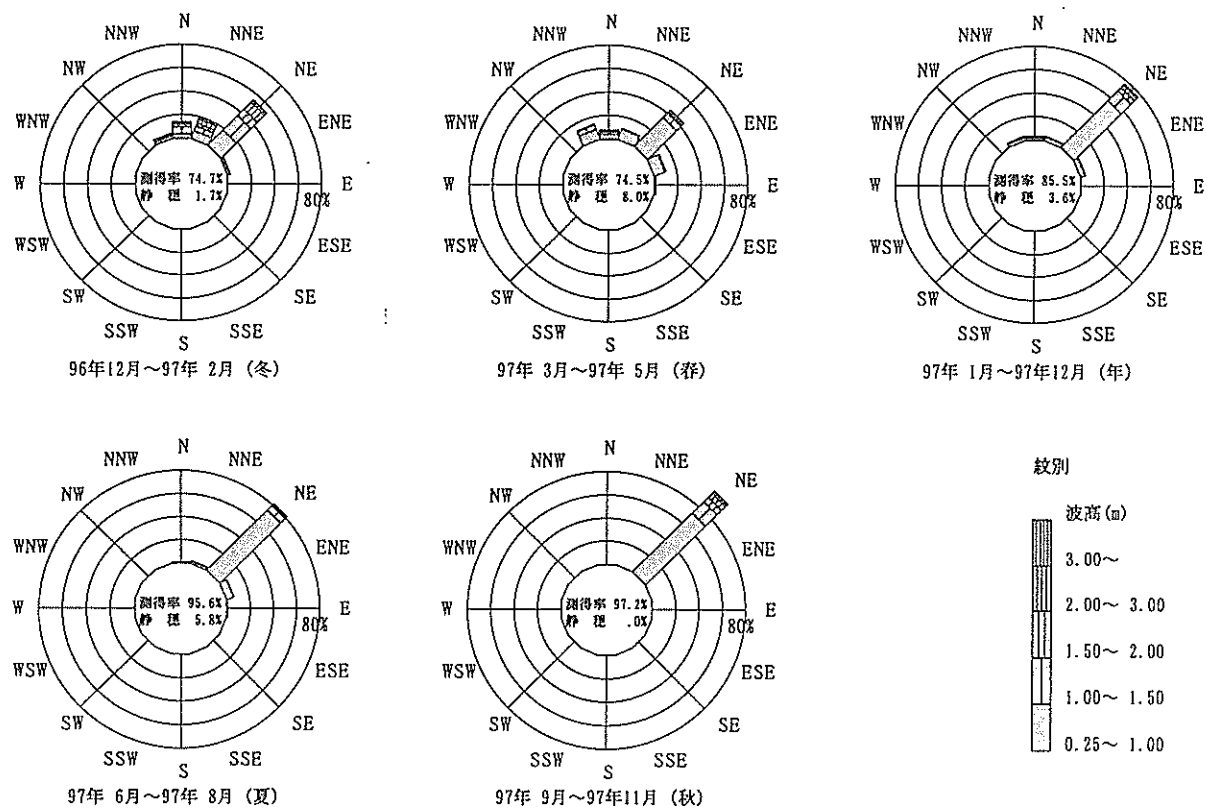 N
NNW NNE
NW NE
WNW ENE
W E
80%
測得率 74.7%
静 穏 1.7%
WSW ESE
SW SE
SSW SSE
S
96年12月～97年 2月 (冬)
N
NNW NNE
NW NE
WNW ENE
W E
80%
測得率 74.5%
静 穏 8.0%
WSW ESE
SW SE
SSW SSE
S
97年 3月～97年 5月 (春)
N
NNW NNE
NW NE
WNW ENE
W E
80%
測得率 85.5%
静 穏 3.6%
WSW ESE
SW SE
SSW SSE
S
97年 1月～97年12月 (年)
N
NNW NNE
NW NE
WNW ENE
W E
80%
測得率 95.6%
静 穏 5.8%
WSW ESE
SW SE
SSW SSE
S
97年 6月～97年 8月 (夏)
N
NNW NNE
NW NE
WNW ENE
W E
80%
測得率 97.2%
静 穏 .0%
WSW ESE
SW SE
SSW SSE
S
97年 9月～97年11月 (秋)
紋別
波高(m)
3.00～
2.00～ 3.00
1.50～ 2.00
1.00～ 1.50
0.25～ 1.00